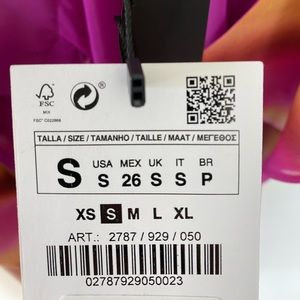 FSC
MIX
FSC® C022868
TALLA / SIZE / TAMANHO / TAILLE / MAAT / ΜΕΓΕΘΟΣ
S
USA MEX UK IT BR
S 26 S S P
XS S M L XL
ART.: 2787 / 929 / 050
02787929050023